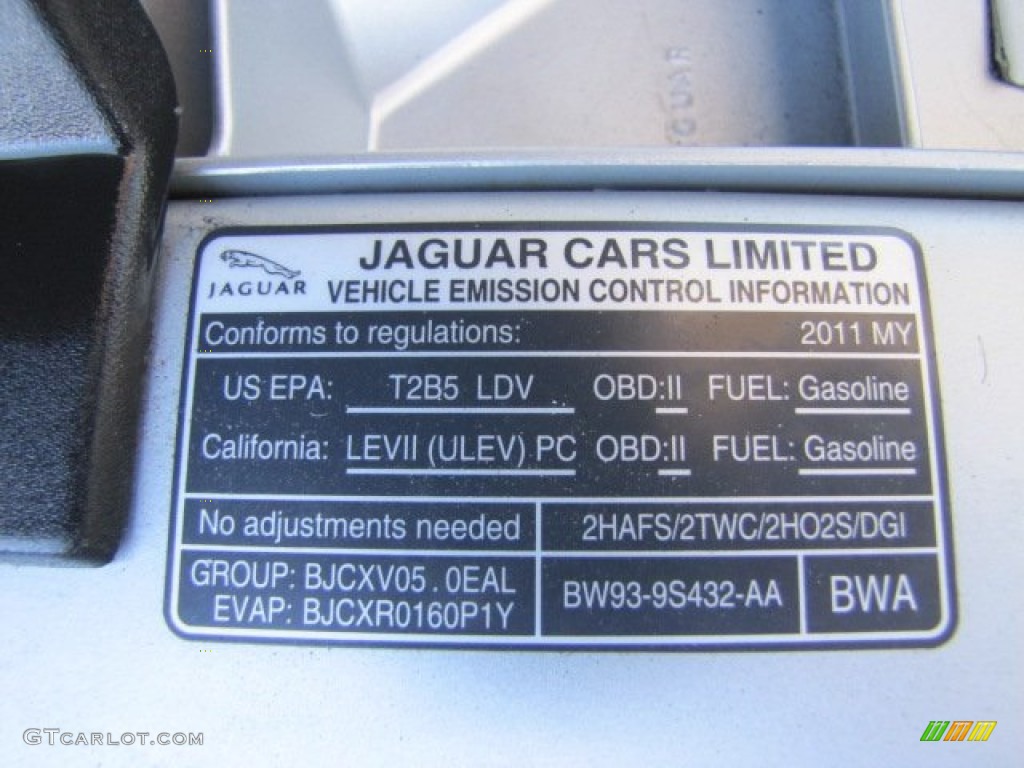 JAGUAR
JAGUAR CARS LIMITED
JAGUAR
VEHICLE EMISSION CONTROL INFORMATION
Conforms to regulations: 2011 MY
US EPA: T2B5 LDV OBD:II FUEL: Gasoline
California: LEVII (ULEV) PC OBD:II FUEL: Gasoline
No adjustments needed 2HAFS/2TWC/2HO2S/DGI
GROUP: BJCXV05.0EAL
EVAP: BJCXR0160P1Y
BW93-9S432-AA BWA
GTCARLOT.COM